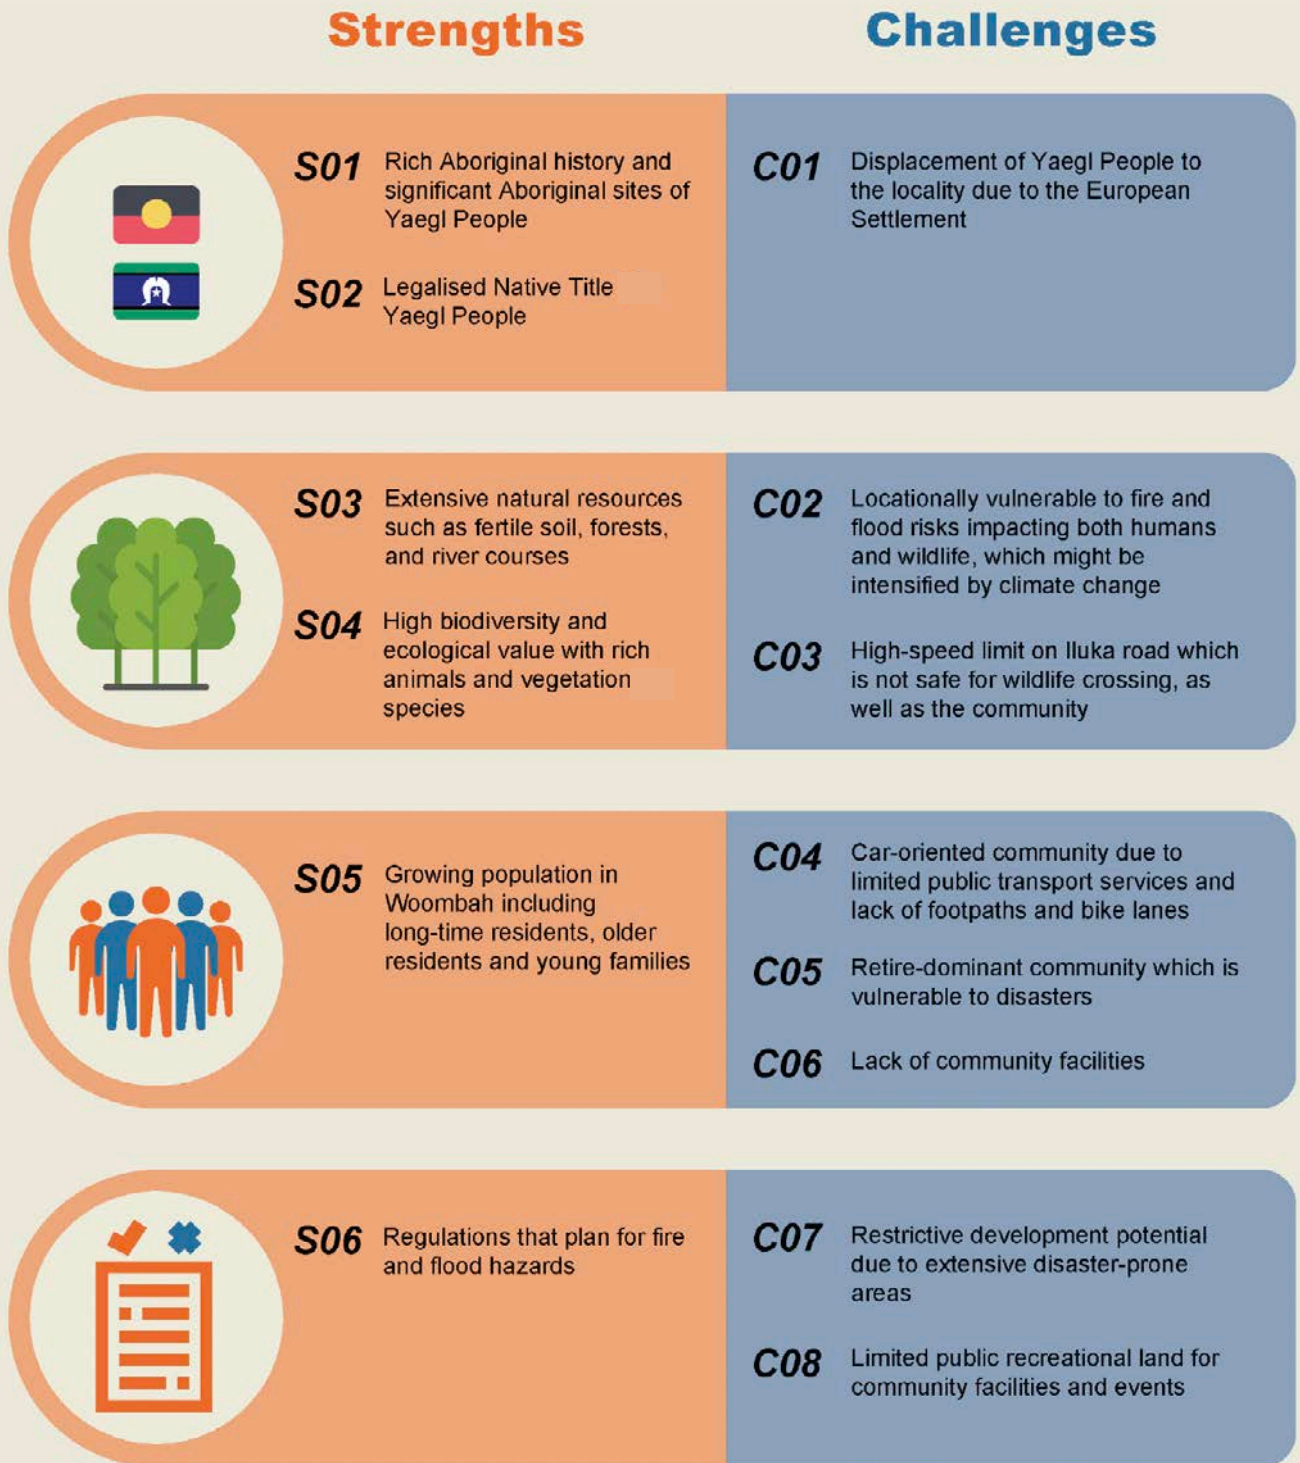 Strengths
Challenges
S01 Rich Aboriginal history and
significant Aboriginal sites of
Yaegl People
S02 Legalised Native Title
Yaegl People
C01 Displacement of Yaegl People to
the locality due to the European
Settlement
S03 Extensive natural resources
such as fertile soil, forests,
and river courses
S04 High biodiversity and
ecological value with rich
animals and vegetation
species
C02 Locationally vulnerable to fire and
flood risks impacting both humans
and wildlife, which might be
intensified by climate change
C03 High-speed limit on Iluka road which
is not safe for wildlife crossing, as
well as the community
S05 Growing population in
Woombah including
long-time residents, older
residents and young families
C04 Car-oriented community due to
limited public transport services and
lack of footpaths and bike lanes
C05 Retire-dominant community which is
vulnerable to disasters
C06 Lack of community facilities
S06 Regulations that plan for fire
and flood hazards
C07 Restrictive development potential
due to extensive disaster-prone
areas
C08 Limited public recreational land for
community facilities and events